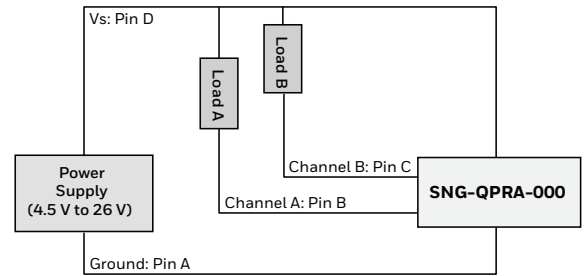 Vs: Pin D
Load A
Load B
Channel B: Pin C
Channel A: Pin B
Power
Supply
(4.5 V to 26 V)
SNG-QPRA-000
Ground: Pin A